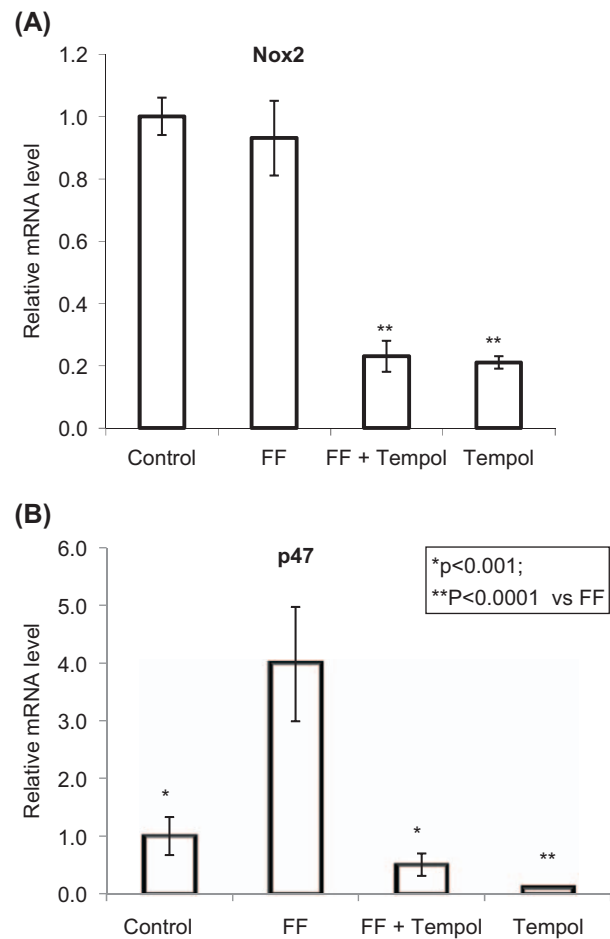 (A)
Nox2
Relative mRNA level
1.2
1.0
0.8
0.6
0.4
0.2
0.0
**
**
Control FF FF + Tempol Tempol
(B)
p47
*p<0.001;
**P<0.0001 vs FF
Relative mRNA level
6.0
5.0
4.0
3.0
2.0
1.0
0.0
*
*
**
Control FF FF + Tempol Tempol